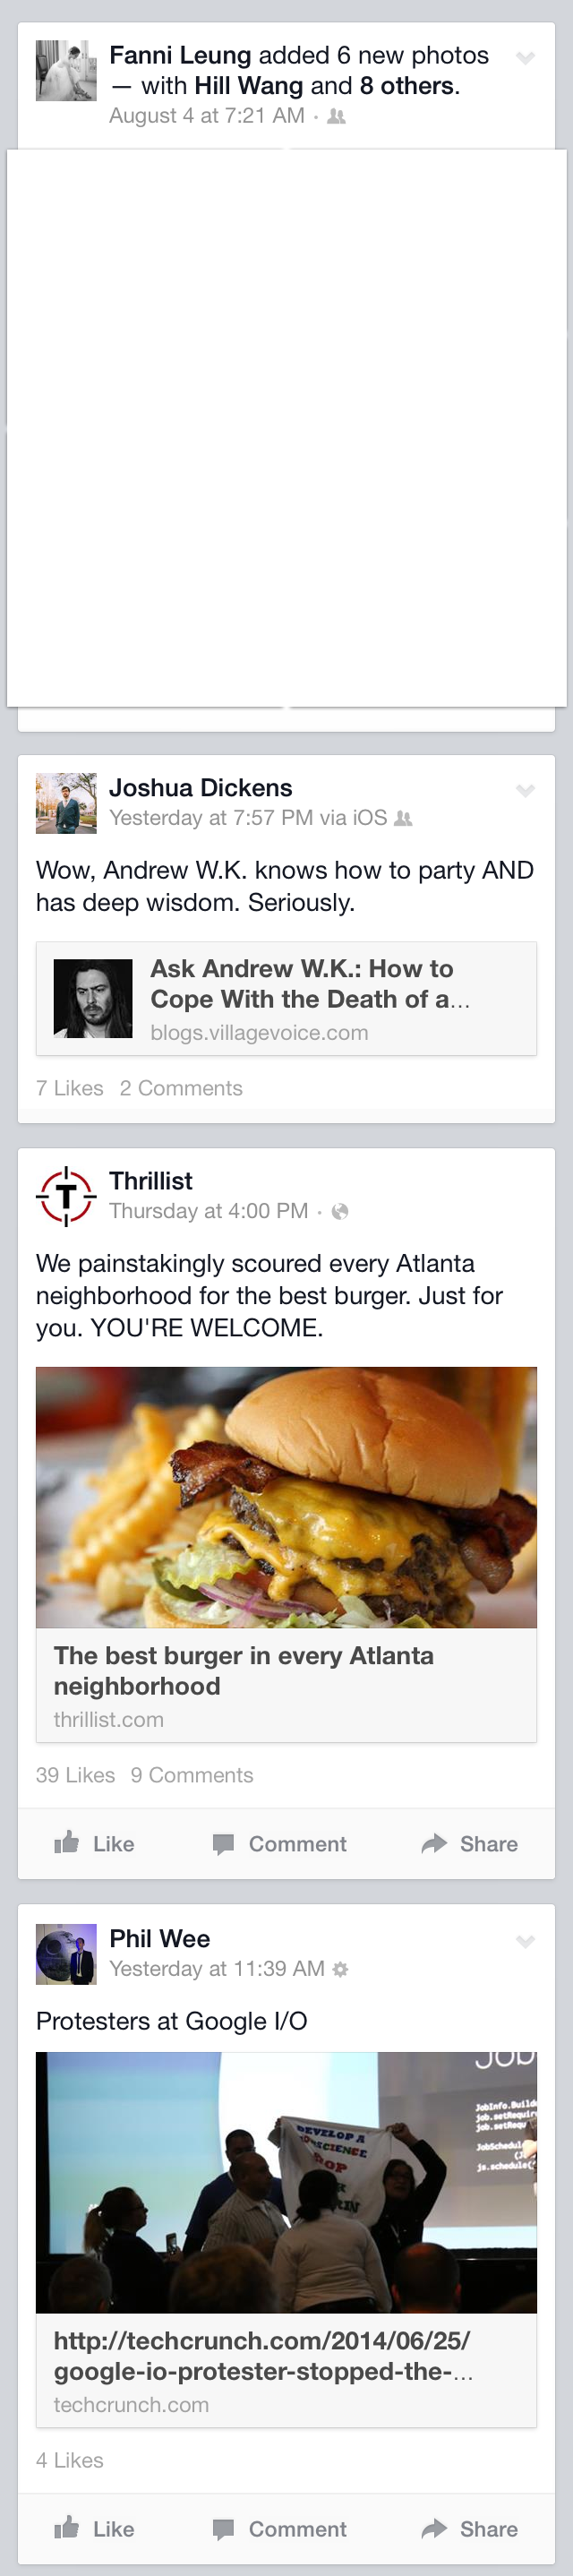 Fanni Leung added 6 new photos
— with Hill Wang and 8 others.
August 4 at 7:21 AM ·
Joshua Dickens
Yesterday at 7:57 PM via iOS
Wow, Andrew W.K. knows how to party AND
has deep wisdom. Seriously.
Ask Andrew W.K.: How to
Cope With the Death of a...
blogs.villagevoice.com
7 Likes 2 Comments
T
Thrillist
Thursday at 4:00 PM ·
We painstakingly scoured every Atlanta
neighborhood for the best burger. Just for
you. YOU'RE WELCOME.
The best burger in every Atlanta
neighborhood
thrillist.com
39 Likes 9 Comments
Like Comment Share
Phil Wee
Yesterday at 11:39 AM
Protesters at Google I/O
DEVELOP A
http://techcrunch.com/2014/06/25/
google-io-protester-stopped-the-...
techcrunch.com
4 Likes
Like Comment Share